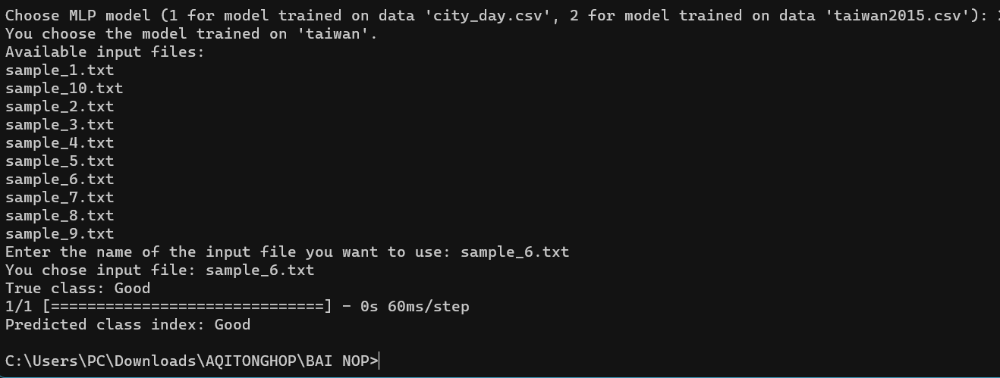 Choose MLP model (1 for model trained on data 'city_day.csv', 2 for model trained on data 'taiwan2015.csv'):
You choose the model trained on 'taiwan'.
Available input files:
sample_1.txt
sample_10.txt
sample_2.txt
sample_3.txt
sample_4.txt
sample_5.txt
sample_6.txt
sample_7.txt
sample_8.txt
sample_9.txt
Enter the name of the input file you want to use: sample_6.txt
You chose input file: sample_6.txt
True class: Good
1/1 [==============================] - 0s 60ms/step
Predicted class index: Good
C:\Users\PC\Downloads\AQITONGHOP\BAI NOP>